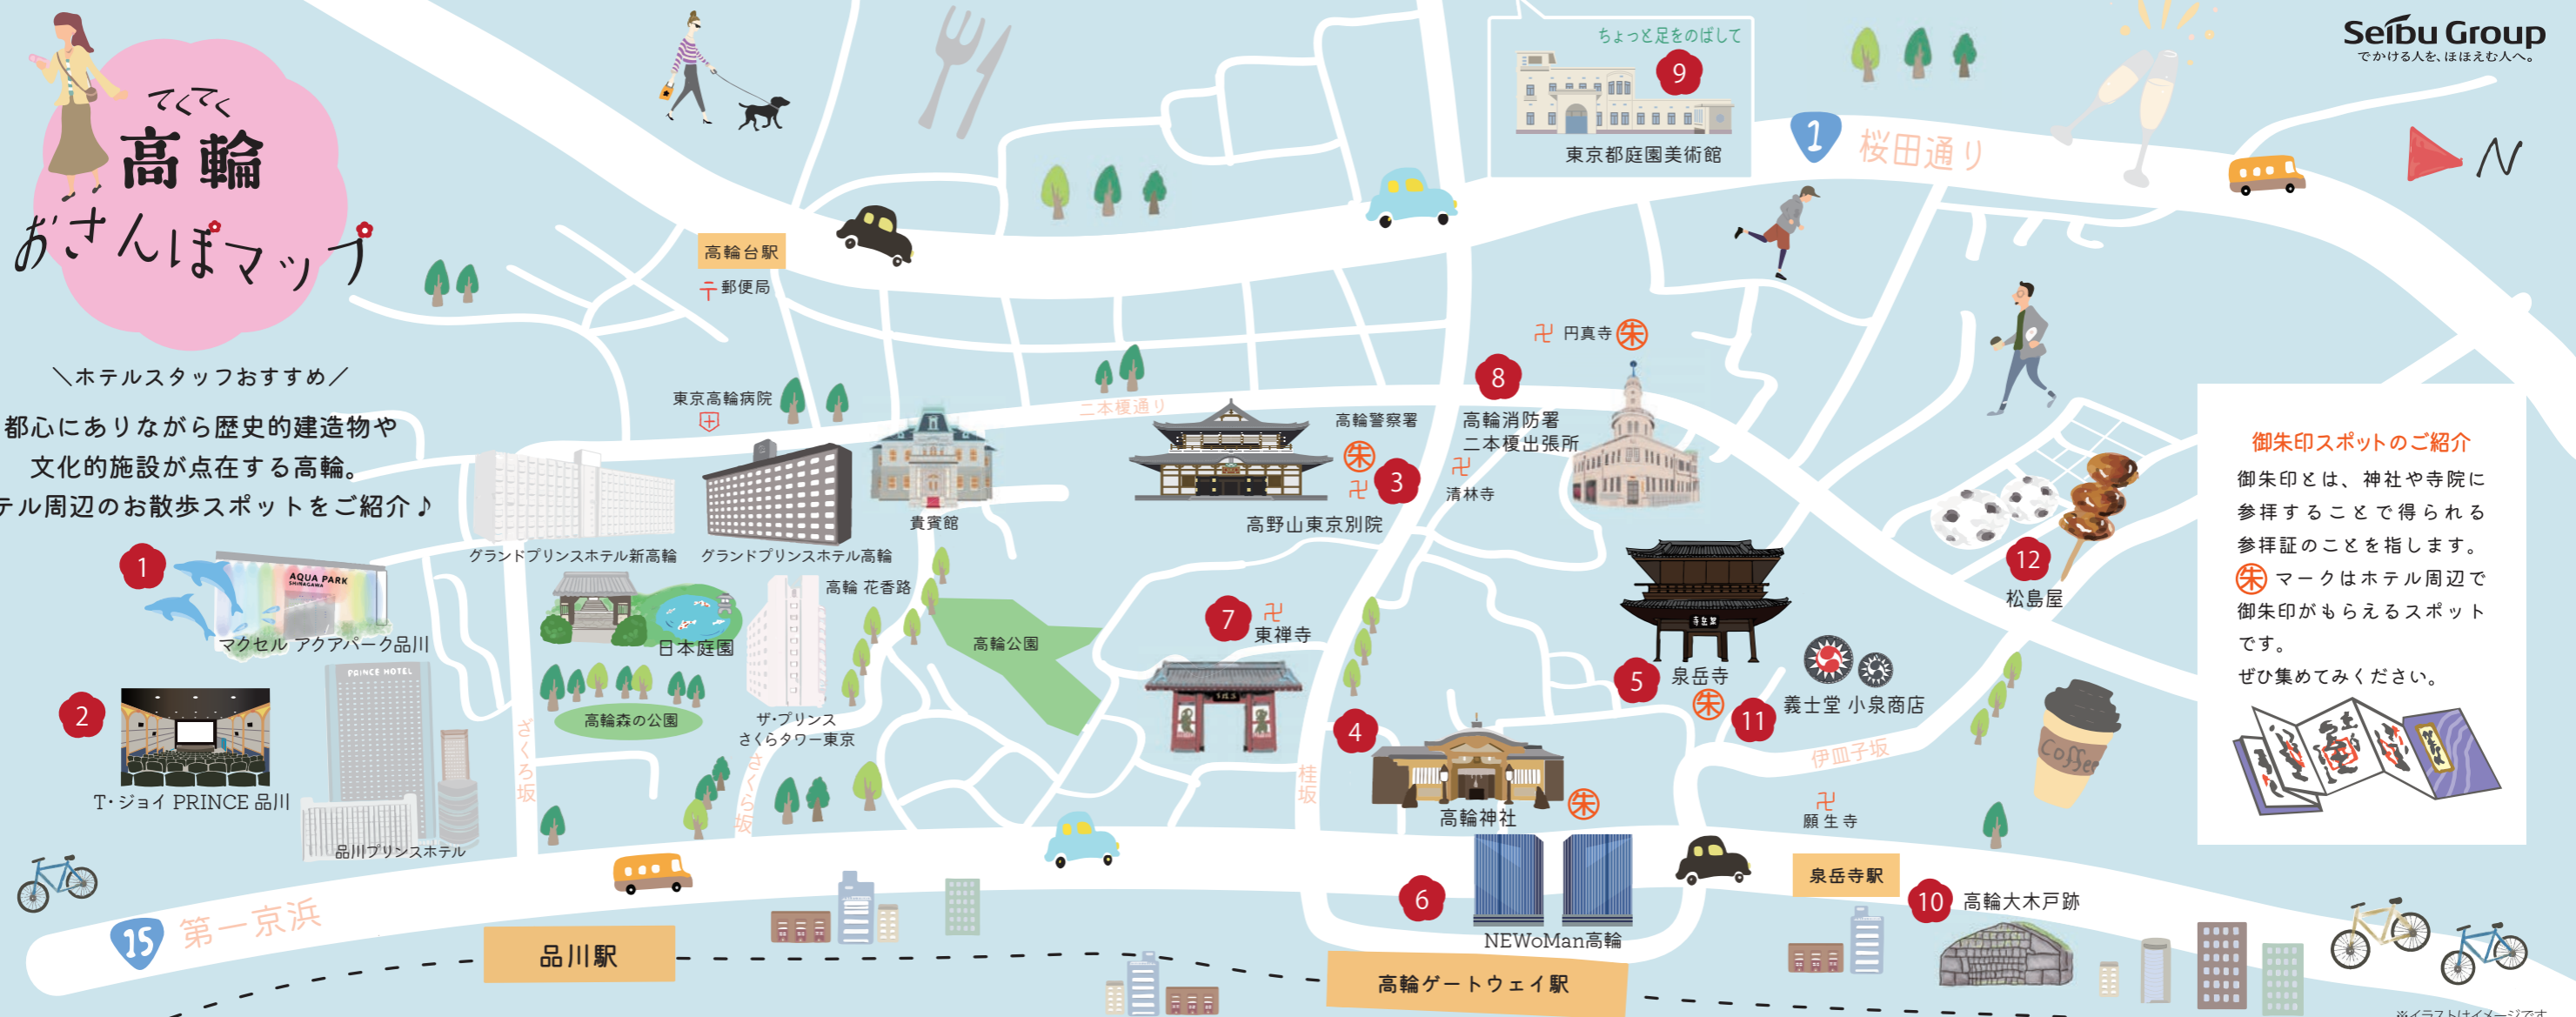 てくてく
高輪
おさんぽマップ
＼ホテルスタッフおすすめ／
都心にありながら歴史的建造物や
文化的施設が点在する高輪。
テル周辺のお散歩スポットをご紹介♪
Seibu Group
でかける人を、ほほえむ人へ。
N
1
桜田通り
ちょっと足をのばして
9
東京都庭園美術館
高輪台駅
〒郵便局
円真寺
朱
8
高輪消防署
二本榎出張所
高輪警察署
朱
3
高野山東京別院
清林寺
二本榎通り
東京高輪病院
貴賓館
グランドプリンスホテル新高輪
グランドプリンスホテル高輪
高輪 花香路
1
AQUA PARK
SHINAGAWA
マクセル アクアパーク品川
日本庭園
高輪公園
7
東禅寺
2
T・ジョイ PRINCE 品川
PRINCE HOTEL
品川プリンスホテル
高輪森の公園
ザ・プリンス
さくらタワー東京
ざくろ坂
さくら坂
桂坂
4
高輪神社
朱
5
泉岳寺
朱
11
義士堂 小泉商店
12
松島屋
伊皿子坂
Coffee
願生寺
御朱印スポットのご紹介
御朱印とは、神社や寺院に
参拝することで得られる
参拝証のことを指します。
朱 マークはホテル周辺で
御朱印がもらえるスポット
です。
ぜひ集めてみください。
15
第一京浜
品川駅
6
NEWoMan高輪
高輪ゲートウェイ駅
泉岳寺駅
10
高輪大木戸跡
※イラストはイメージです